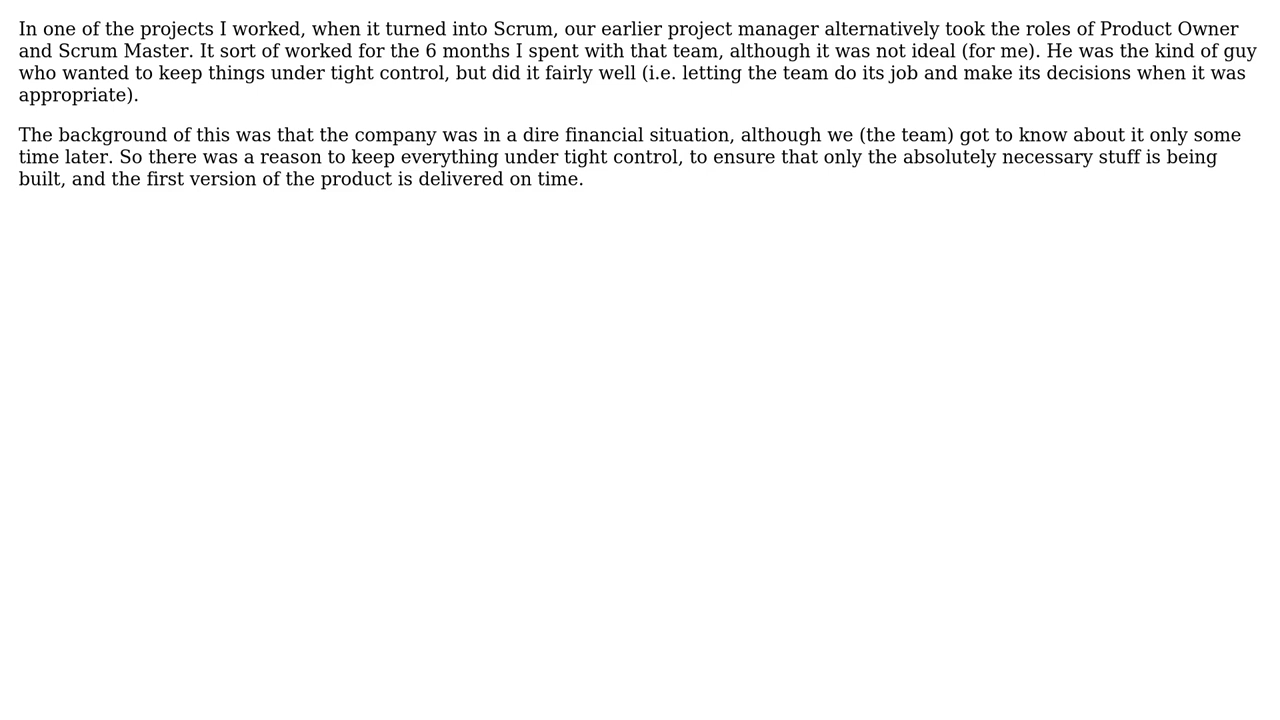 In one of the projects I worked, when it turned into Scrum, our earlier project manager alternatively took the roles of Product Owner
and Scrum Master. It sort of worked for the 6 months I spent with that team, although it was not ideal (for me). He was the kind of guy
who wanted to keep things under tight control, but did it fairly well (i.e. letting the team do its job and make its decisions when it was
appropriate).
The background of this was that the company was in a dire financial situation, although we (the team) got to know about it only some
time later. So there was a reason to keep everything under tight control, to ensure that only the absolutely necessary stuff is being
built, and the first version of the product is delivered on time.